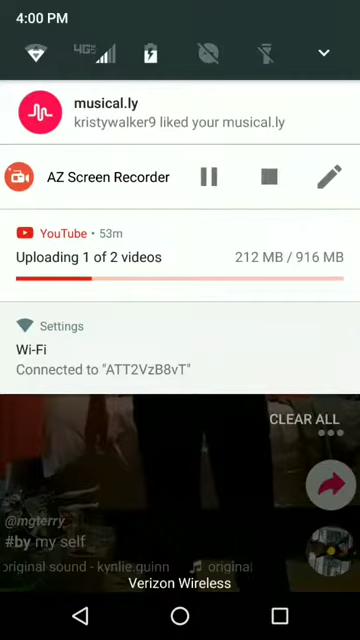 4:00 PM
4G LTE
musical.ly
kristywalker9 liked your musical.ly
AZ Screen Recorder
YouTube • 53m
Uploading 1 of 2 videos 212 MB / 916 MB
Settings
Wi-Fi
Connected to "ATT2VzB8vT"
CLEAR ALL
@mgterry
#by my self
original sound - kynlie.quinn original
Verizon Wireless